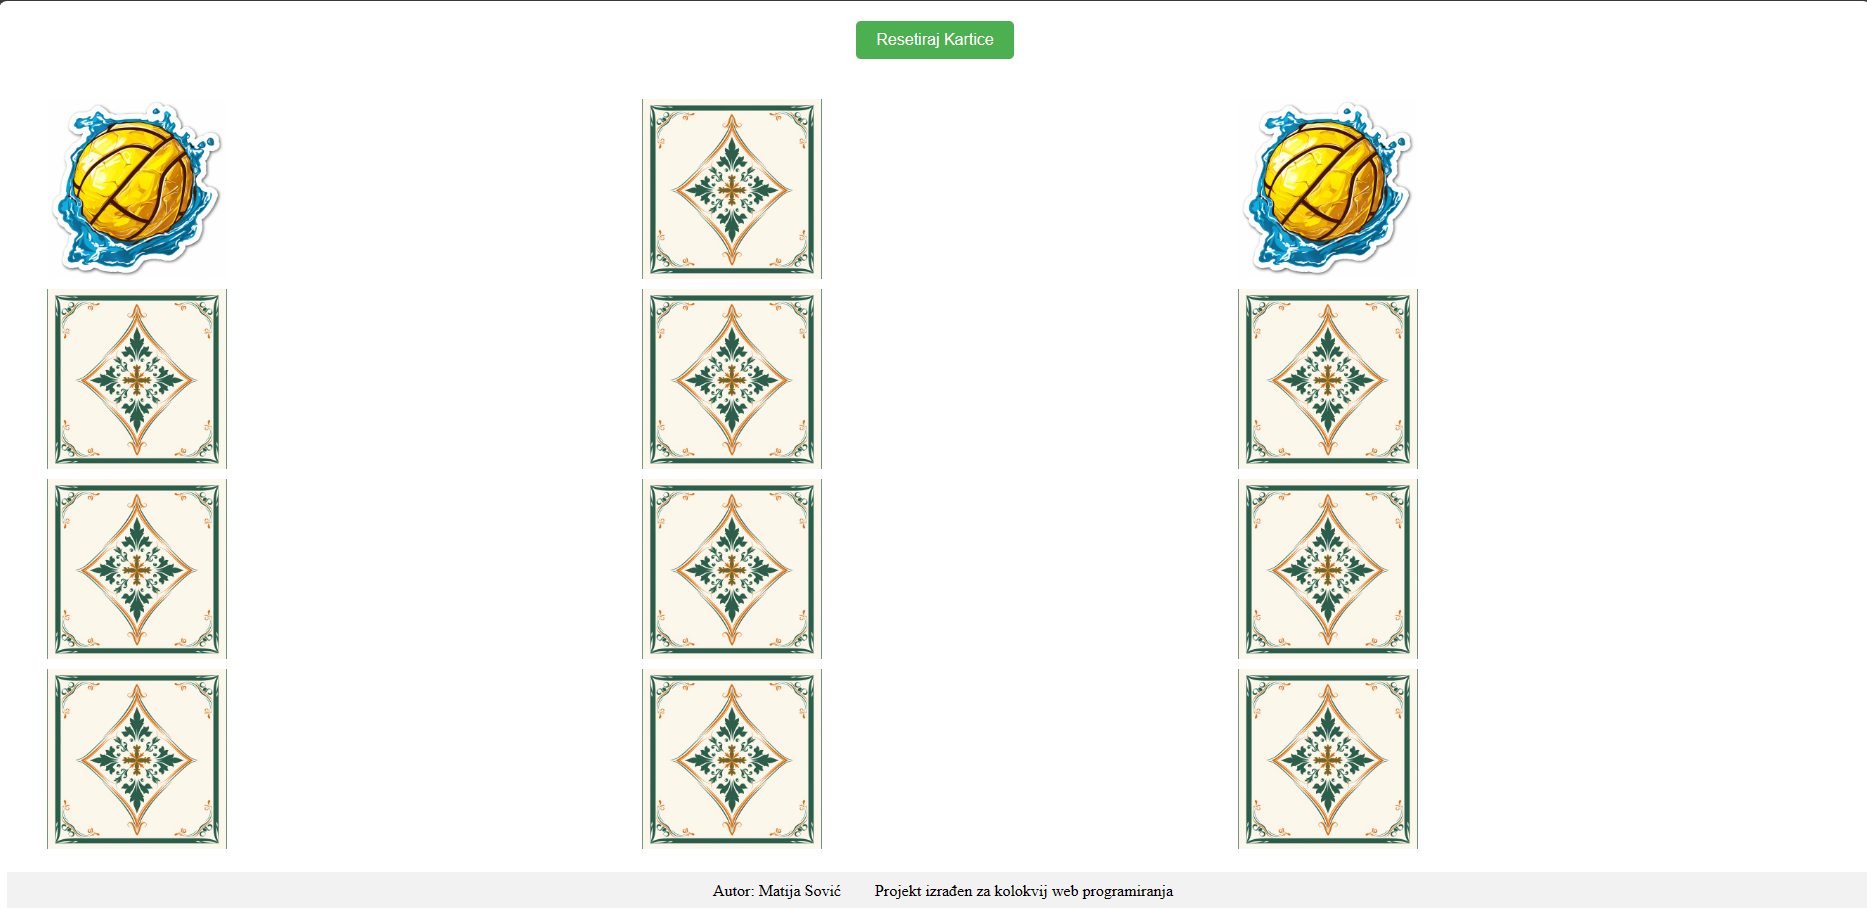 Resetiraj Kartice
Autor: Matija Sović Projekt izrađen za kolokvij web programiranja